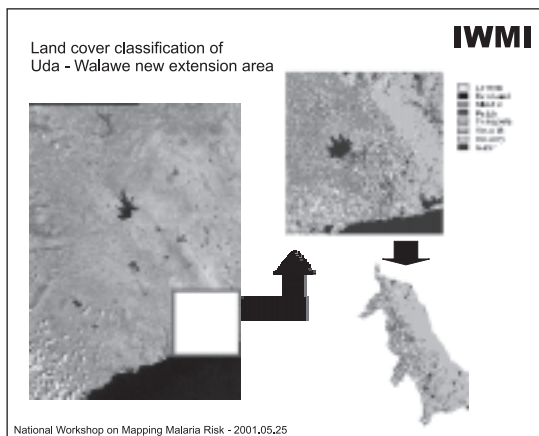 Land cover classification of
Uda - Walawe new extension area
IWMI
National Workshop on Mapping Malaria Risk - 2001.05.25